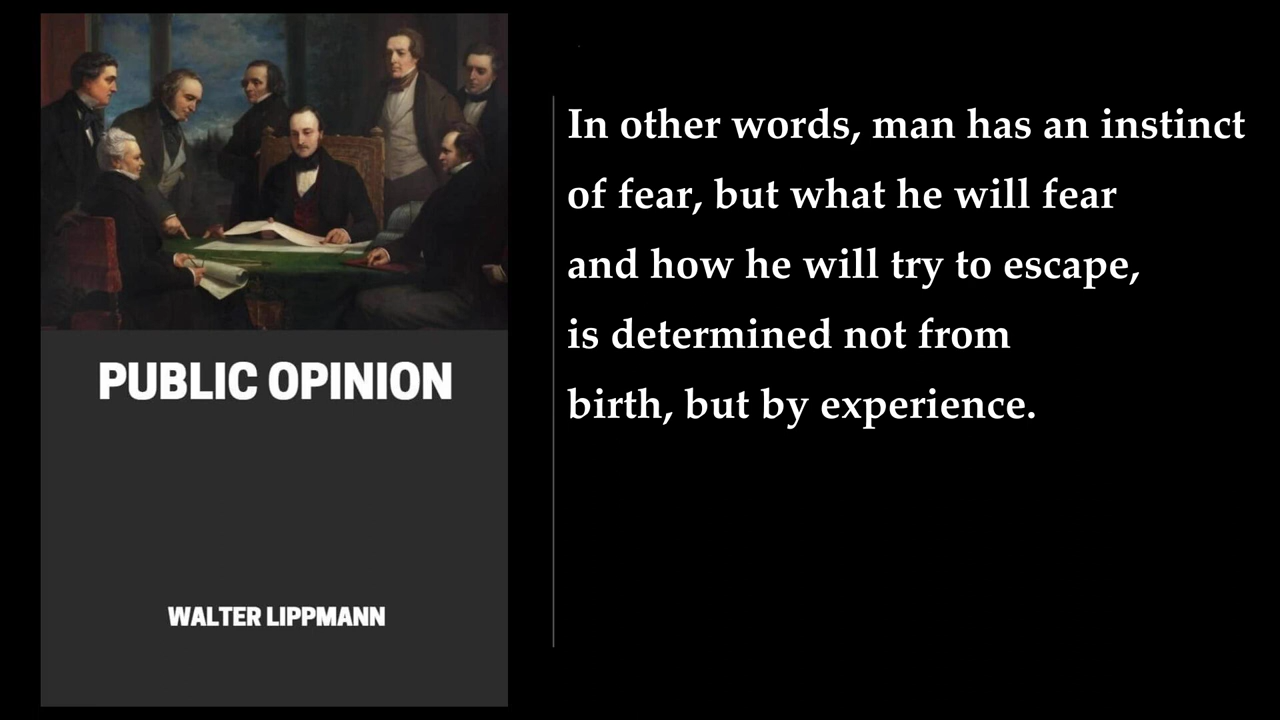 PUBLIC OPINION
WALTER LIPPMANN
In other words, man has an instinct
of fear, but what he will fear
and how he will try to escape,
is determined not from
birth, but by experience.